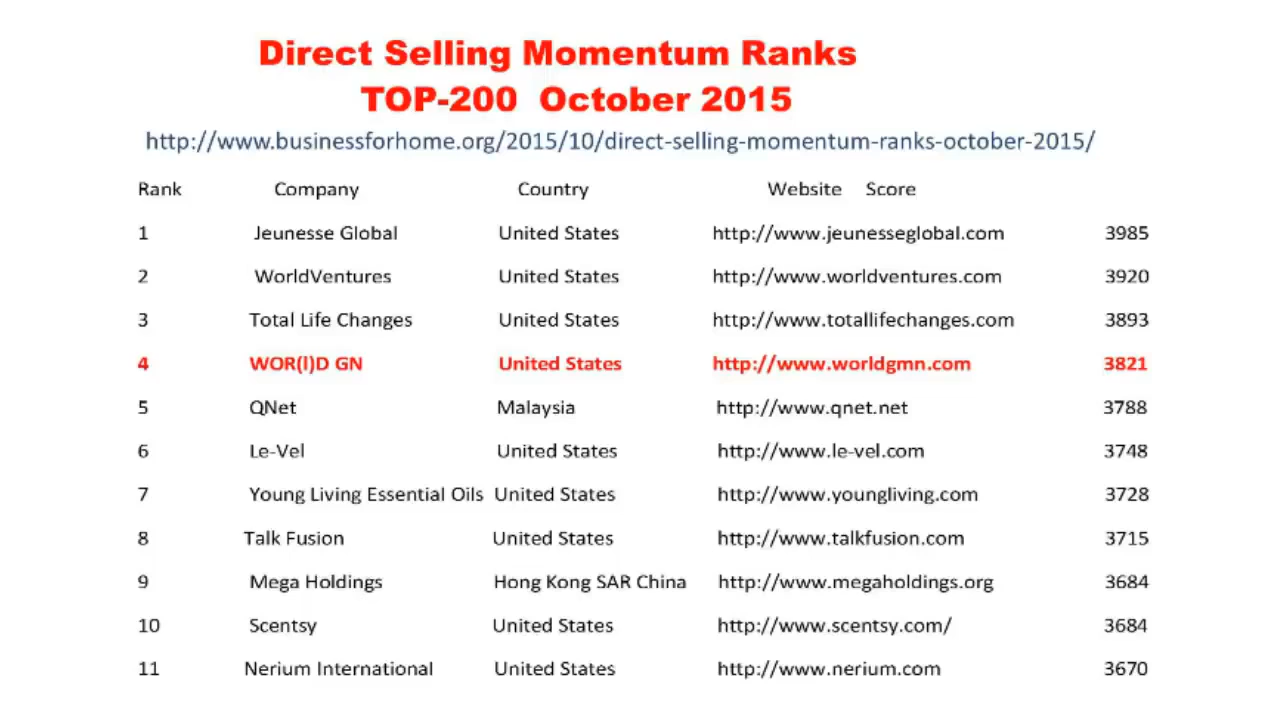 Direct Selling Momentum Ranks
TOP-200 October 2015
http://www.businessforhome.org/2015/10/direct-selling-momentum-ranks-october-2015/
Rank Company Country Website Score
1 Jeunesse Global United States http://www.jeunesseglobal.com 3985
2 WorldVentures United States http://www.worldventures.com 3920
3 Total Life Changes United States http://www.totallifechanges.com 3893
4 WOR(l)D GN United States http://www.worldgmn.com 3821
5 QNet Malaysia http://www.qnet.net 3788
6 Le-Vel United States http://www.le-vel.com 3748
7 Young Living Essential Oils United States http://www.youngliving.com 3728
8 Talk Fusion United States http://www.talkfusion.com 3715
9 Mega Holdings Hong Kong SAR China http://www.megaholdings.org 3684
10 Scentsy United States http://www.scentsy.com/ 3684
11 Nerium International United States http://www.nerium.com 3670